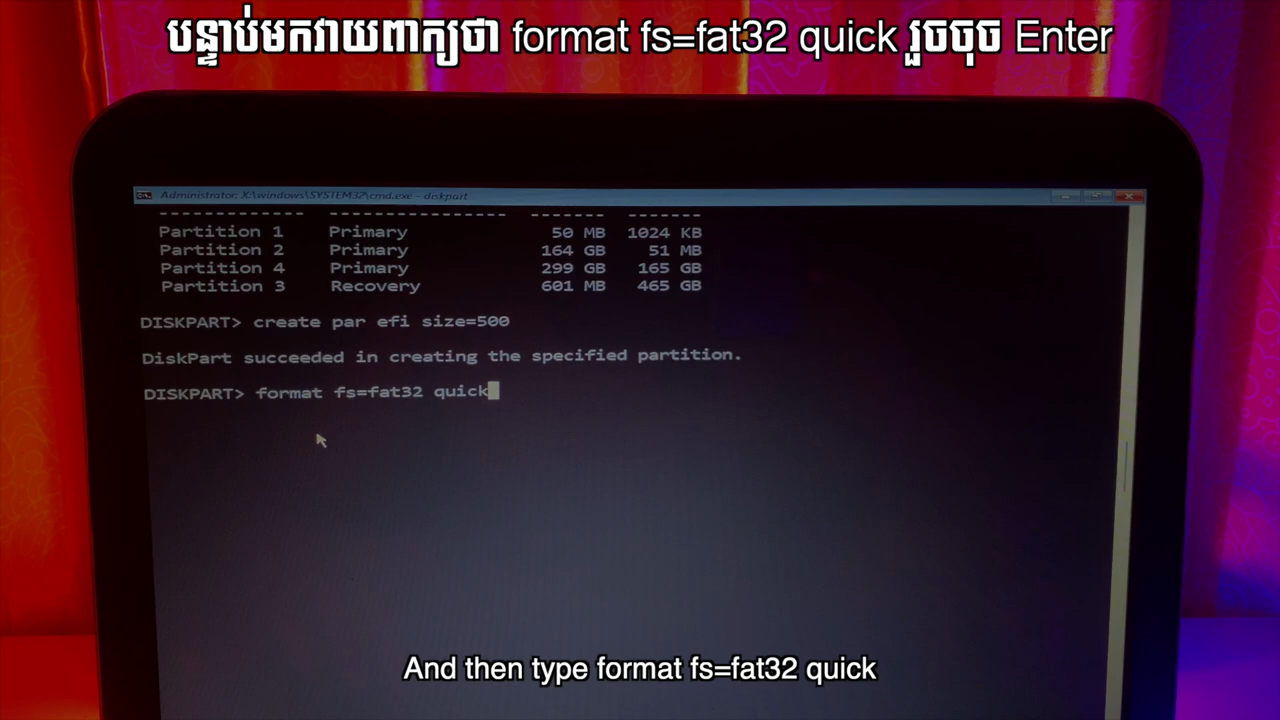 បន្ទាប់មកវាយពាក្យថា format fs=fat32 quick រួចចុច Enter
Administrator: X:\windows\SYSTEM32\cmd.exe - diskpart
------------- ---------------- ------- -------
Partition 1 Primary 50 MB 1024 KB
Partition 2 Primary 164 GB 51 MB
Partition 4 Primary 299 GB 165 GB
Partition 3 Recovery 601 MB 465 GB
DISKPART> create par efi size=500
DiskPart succeeded in creating the specified partition.
DISKPART> format fs=fat32 quick
And then type format fs=fat32 quick